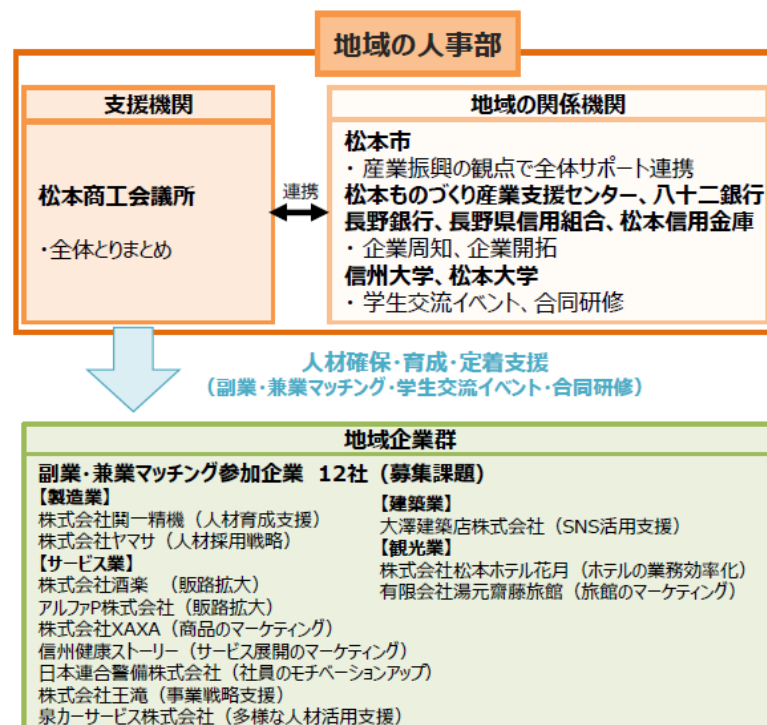 地域の人事部
支援機関
松本商工会議所
・全体とりまとめ
連携
地域の関係機関
松本市
・産業振興の観点で全体サポート連携
松本ものづくり産業支援センター、八十二銀行
長野銀行、長野県信用組合、松本信用金庫
・企業周知、企業開拓
信州大学、松本大学
・学生交流イベント、合同研修
人材確保・育成・定着支援
（副業・兼業マッチング・学生交流イベント・合同研修）
地域企業群
副業・兼業マッチング参加企業 12社（募集課題）
【製造業】
株式会社閧一精機（人材育成支援）
株式会社ヤマサ（人材採用戦略）
【サービス業】
株式会社酒楽 （販路拡大）
アルファP株式会社（販路拡大）
株式会社XAXA（商品のマーケティング）
信州健康ストーリー（サービス展開のマーケティング）
日本連合警備株式会社（社員のモチベーションアップ）
株式会社王滝（事業戦略支援）
泉カーサービス株式会社（多様な人材活用支援）
【建築業】
大澤建築店株式会社（SNS活用支援）
【観光業】
株式会社松本ホテル花月（ホテルの業務効率化）
有限会社湯元齋藤旅館（旅館のマーケティング）